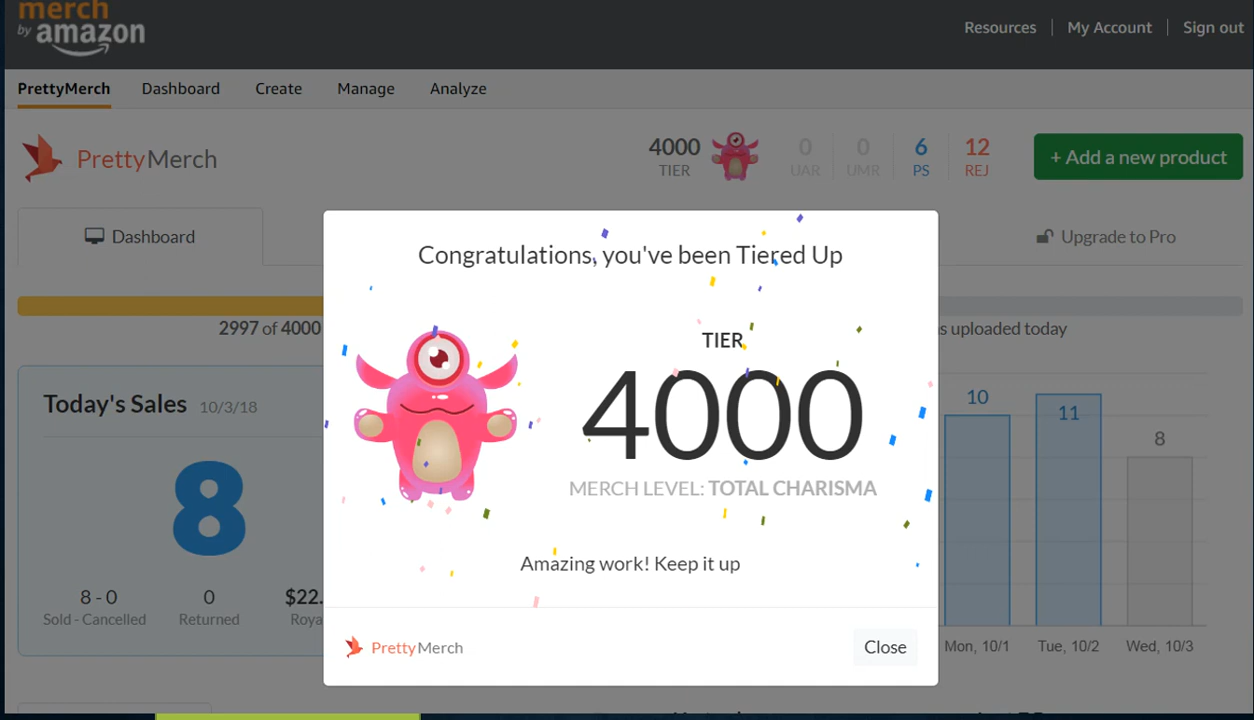 merch
by amazon
Resources My Account Sign out
PrettyMerch Dashboard Create Manage Analyze
PrettyMerch
4000 TIER
0 UAR
0 UMR
6 PS
12 REJ
+ Add a new product
Dashboard
Upgrade to Pro
2997 of 4000
uploaded today
Today's Sales 10/3/18
8
8 - 0
Sold - Cancelled
0
Returned
$22.
Congratulations, you've been Tiered Up
TIER
4000
MERCH LEVEL: TOTAL CHARISMA
Amazing work! Keep it up
PrettyMerch
Close
10
11
8
Mon, 10/1
Tue, 10/2
Wed, 10/3